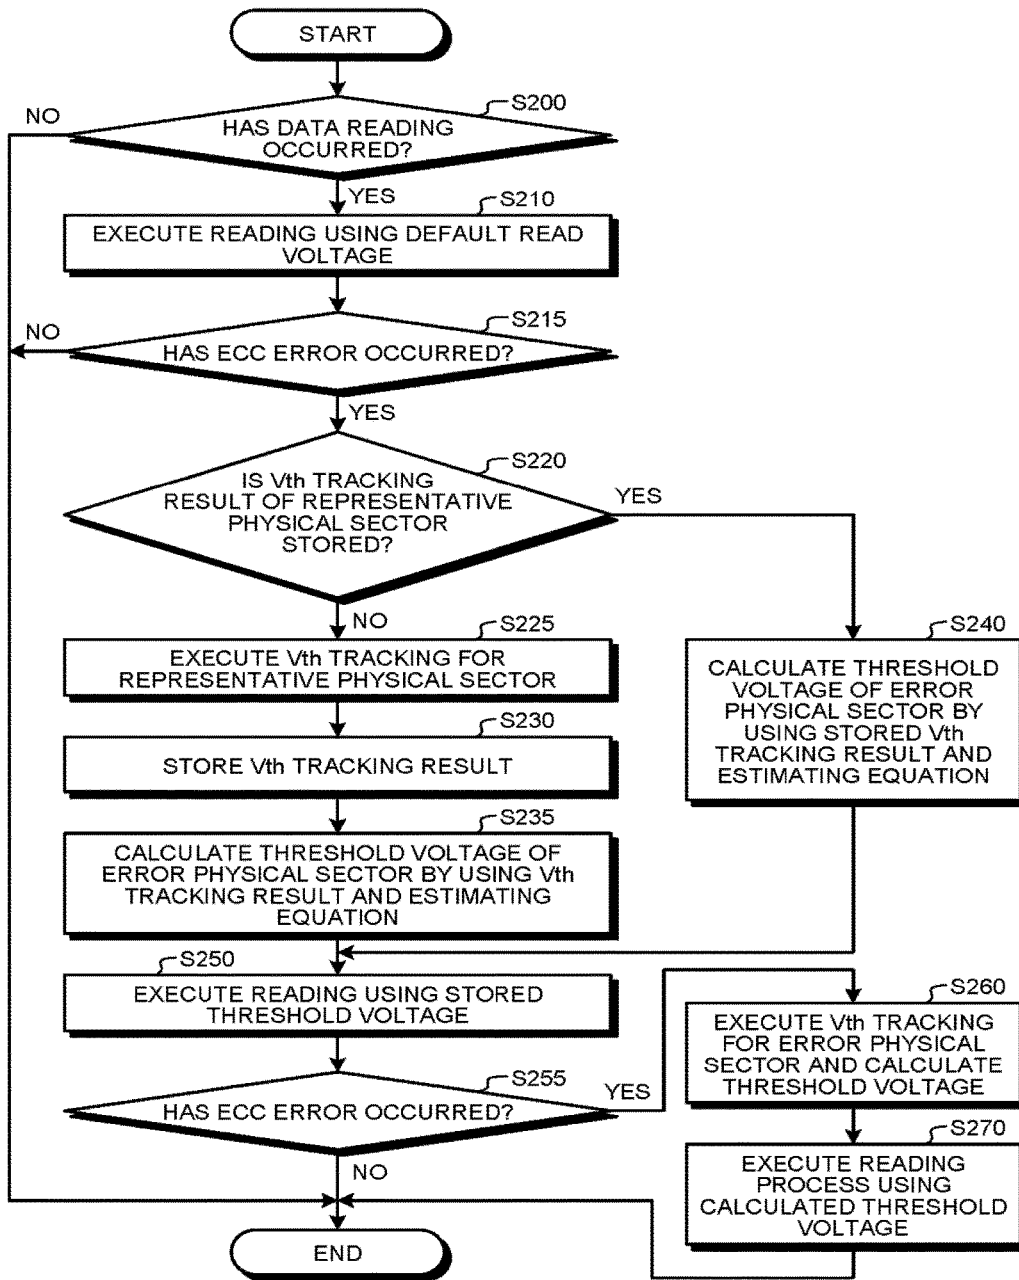 START
S200
NO
HAS DATA READING
OCCURRED?
YES
S210
EXECUTE READING USING DEFAULT READ
VOLTAGE
S215
NO
HAS ECC ERROR OCCURRED?
YES
S220
IS Vth TRACKING
RESULT OF REPRESENTATIVE
PHYSICAL SECTOR
STORED?
YES
NO
S225
EXECUTE Vth TRACKING FOR
REPRESENTATIVE PHYSICAL SECTOR
S230
STORE Vth TRACKING RESULT
S235
CALCULATE THRESHOLD VOLTAGE OF
ERROR PHYSICAL SECTOR BY USING Vth
TRACKING RESULT AND ESTIMATING
EQUATION
S240
CALCULATE THRESHOLD
VOLTAGE OF ERROR
PHYSICAL SECTOR BY
USING STORED Vth
TRACKING RESULT AND
ESTIMATING EQUATION
S250
EXECUTE READING USING STORED
THRESHOLD VOLTAGE
S255
HAS ECC ERROR OCCURRED?
YES
NO
S260
EXECUTE Vth TRACKING
FOR ERROR PHYSICAL
SECTOR AND CALCULATE
THRESHOLD VOLTAGE
S270
EXECUTE READING
PROCESS USING
CALCULATED THRESHOLD
VOLTAGE
END